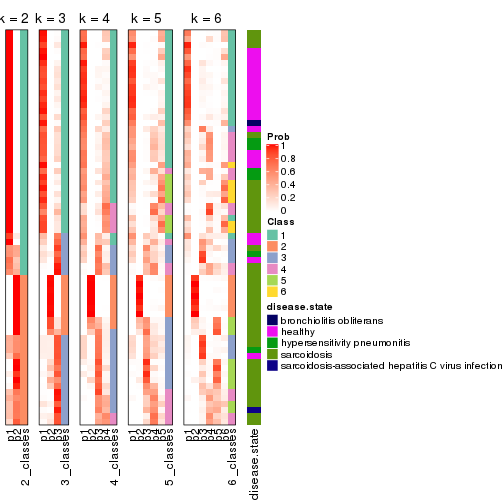 k = 2 k = 3 k = 4 k = 5 k = 6
Prob
1
0.8
0.6
0.4
0.2
0
Class
1
2
3
4
5
6
disease.state
bronchiolitis obliterans
healthy
hypersensitivity pneumonitis
sarcoidosis
sarcoidosis-associated hepatitis C virus infection
p1 p2 2_classes p1 p2 p3 3_classes p1 p2 p3 p4 4_classes p1 p2 p3 p4 p5 5_classes p1 p2 p3 p4 p5 p6 6_classes disease.state